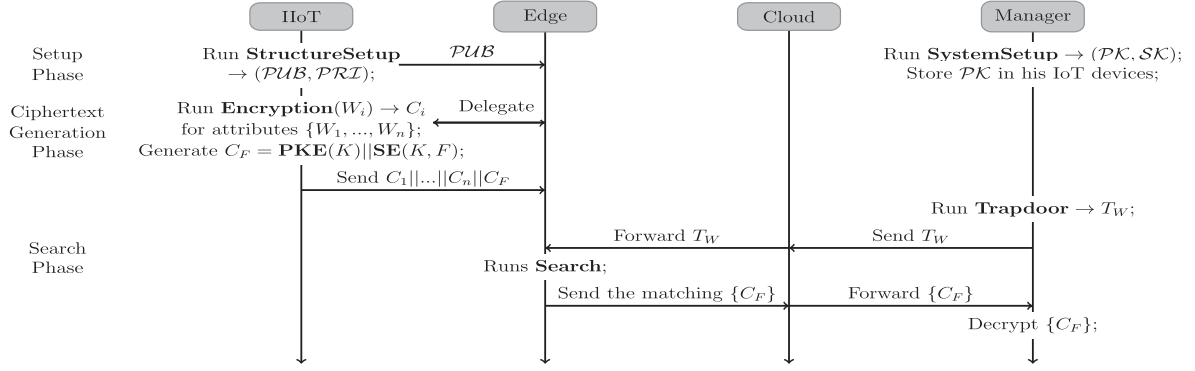 IIoT Edge Cloud Manager
Setup
Phase
Run StructureSetup
→ (𝒫𝒰ℬ, 𝒫ℛℐ);
𝒫𝒰ℬ
Run SystemSetup → (𝒫𝒦, 𝒮𝒦);
Store 𝒫𝒦 in his IoT devices;
Ciphertext
Generation
Phase
Run Encryption(W_i) → C_i
for attributes {W_1, ..., W_n};
Generate C_F = PKE(K)||SE(K, F);
Delegate
Send C_1||...||C_n||C_F
Run Trapdoor → T_W;
Search
Phase
Forward T_W
Send T_W
Runs Search;
Send the matching {C_F}
Forward {C_F}
Decrypt {C_F};